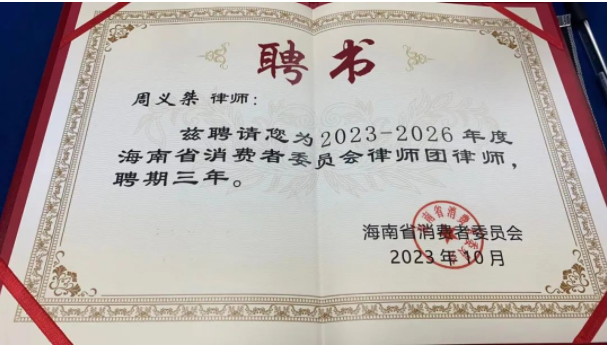 聘书
周义柒 律师：
兹聘请您为2023-2026年度
海南省消费者委员会律师团律师，
聘期三年。
海南省消费者委员会
2023年10月